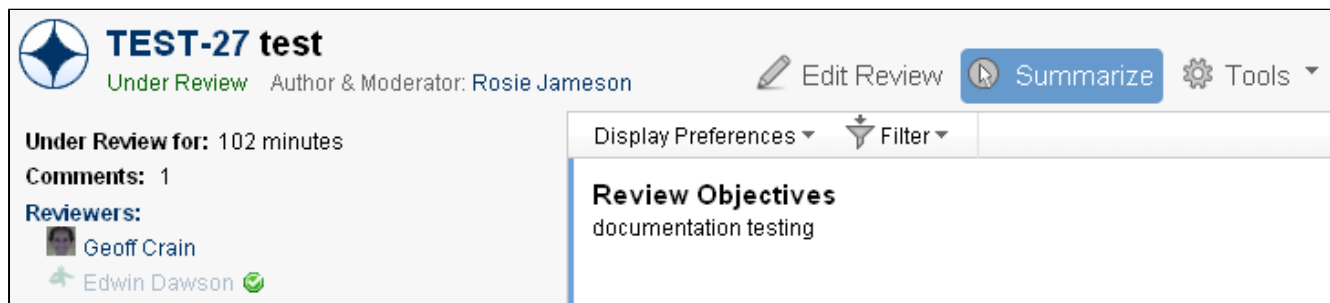 TEST-27 test
Under Review Author & Moderator: Rosie Jameson
Edit Review Summarize Tools
Under Review for: 102 minutes
Comments: 1
Reviewers:
Geoff Crain
Edwin Dawson
Display Preferences Filter
Review Objectives
documentation testing